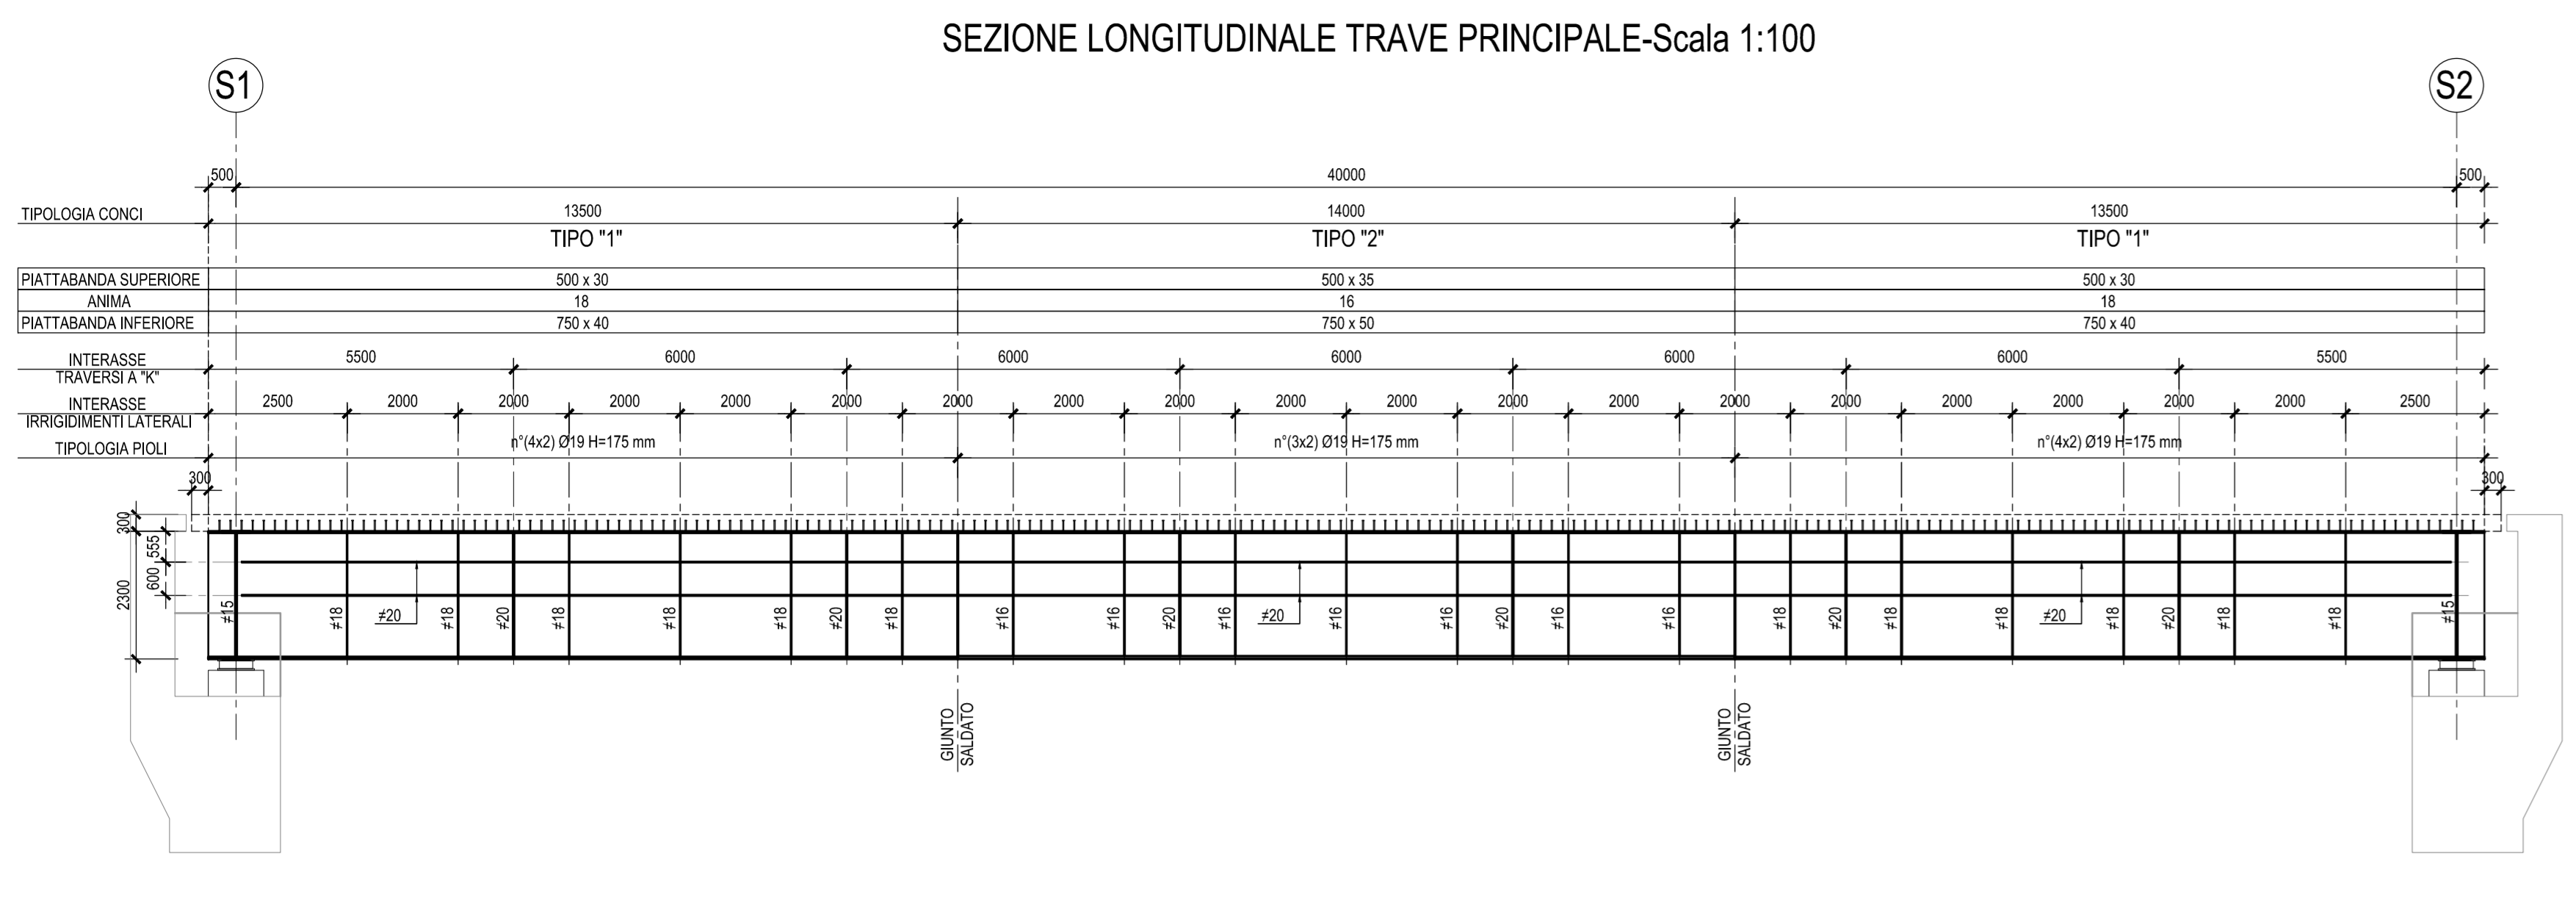 SEZIONE LONGITUDINALE TRAVE PRINCIPALE-Scala 1:100
S1 S2
500 40000 500
TIPOLOGIA CONCI 13500 14000 13500
TIPO "1" TIPO "2" TIPO "1"
PIATTABANDA SUPERIORE 500 x 30 500 x 35 500 x 30
ANIMA 18 16 18
PIATTABANDA INFERIORE 750 x 40 750 x 50 750 x 40
INTERASSE 5500 6000 6000 6000 6000 6000 5500
TRAVERSI A "K"
INTERASSE 2500 2000 2000 2000 2000 2000 2000 2000 2000 2000 2000 2000 2000 2000 2000 2000 2000 2000 2000 2500
IRRIGIDIMENTI LATERALI
TIPOLOGIA PIOLI n°(4x2) Ø19 H=175 mm n°(3x2) Ø19 H=175 mm n°(4x2) Ø19 H=175 mm
300 300
300
555
600
2300
≠15 ≠18 ≠20 ≠18 ≠20 ≠18 ≠18 ≠18 ≠20 ≠18 ≠16 ≠16 ≠20 ≠16 ≠20 ≠16 ≠16 ≠20 ≠16 ≠16 ≠18 ≠20 ≠18 ≠18 ≠20 ≠18 ≠20 ≠18 ≠18 ≠15
GIUNTO
SALDATO
GIUNTO
SALDATO